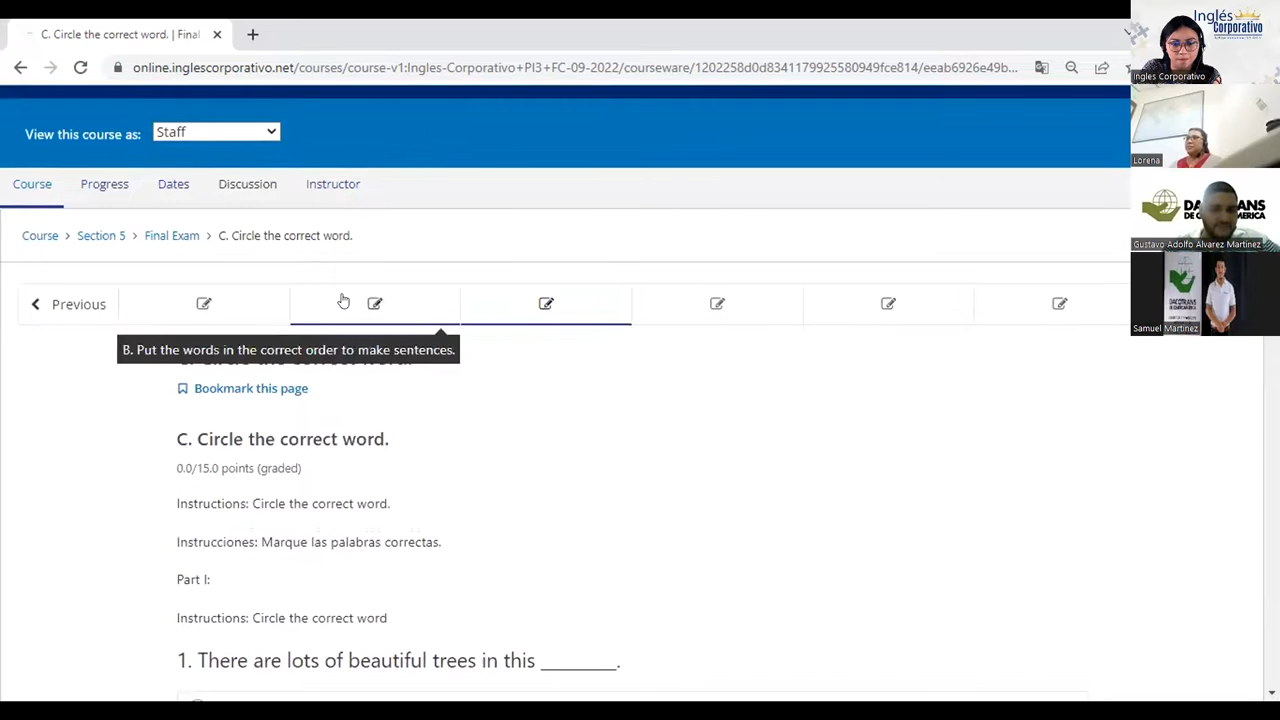 C. Circle the correct word. | Final
online.inglescorporativo.net/courses/course-v1:Ingles-Corporativo+PI3+FC-09-2022/courseware/1202258d0d8341179925580949fce814/eeab6926e49b...
View this course as: Staff
Course Progress Dates Discussion Instructor
Course Section 5 Final Exam C. Circle the correct word.
Previous
B. Put the words in the correct order to make sentences.
Bookmark this page
C. Circle the correct word.
0.0/15.0 points (graded)
Instructions: Circle the correct word.
Instrucciones: Marque las palabras correctas.
Part I:
Instructions: Circle the correct word
1. There are lots of beautiful trees in this ________.
Inglés
Corporativo
Ingles Corporativo
Lorena
Gustavo Adolfo Alvarez Martinez
Samuel Martinez